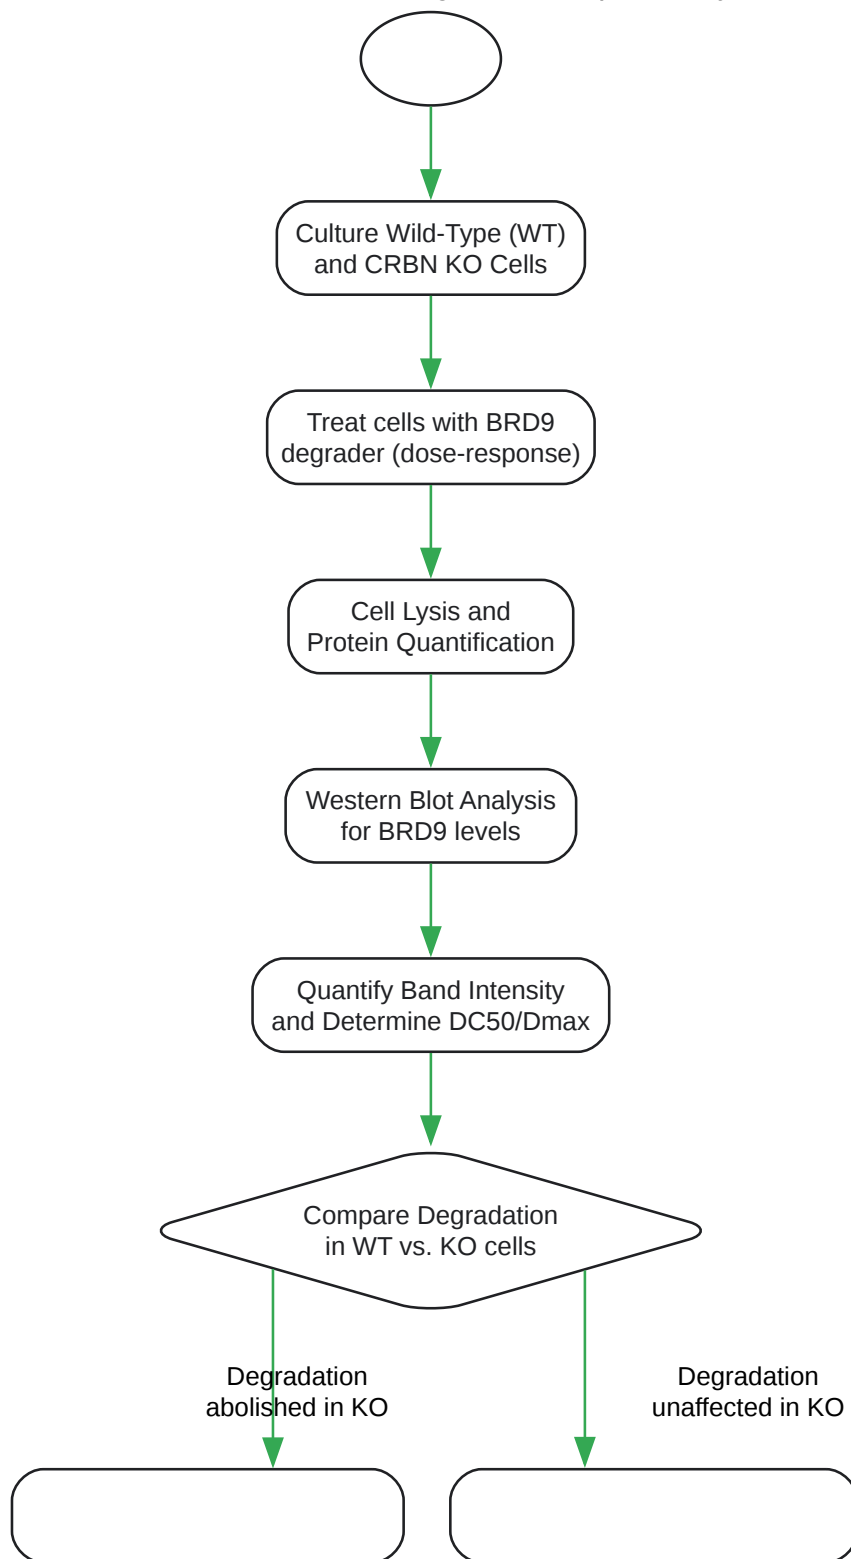 Culture Wild-Type (WT)
and CRBN KO Cells
Treat cells with BRD9
degrader (dose-response)
Cell Lysis and
Protein Quantification
Western Blot Analysis
for BRD9 levels
Quantify Band Intensity
and Determine DC50/Dmax
Compare Degradation
in WT vs. KO cells
Degradation
abolished in KO
Degradation
unaffected in KO